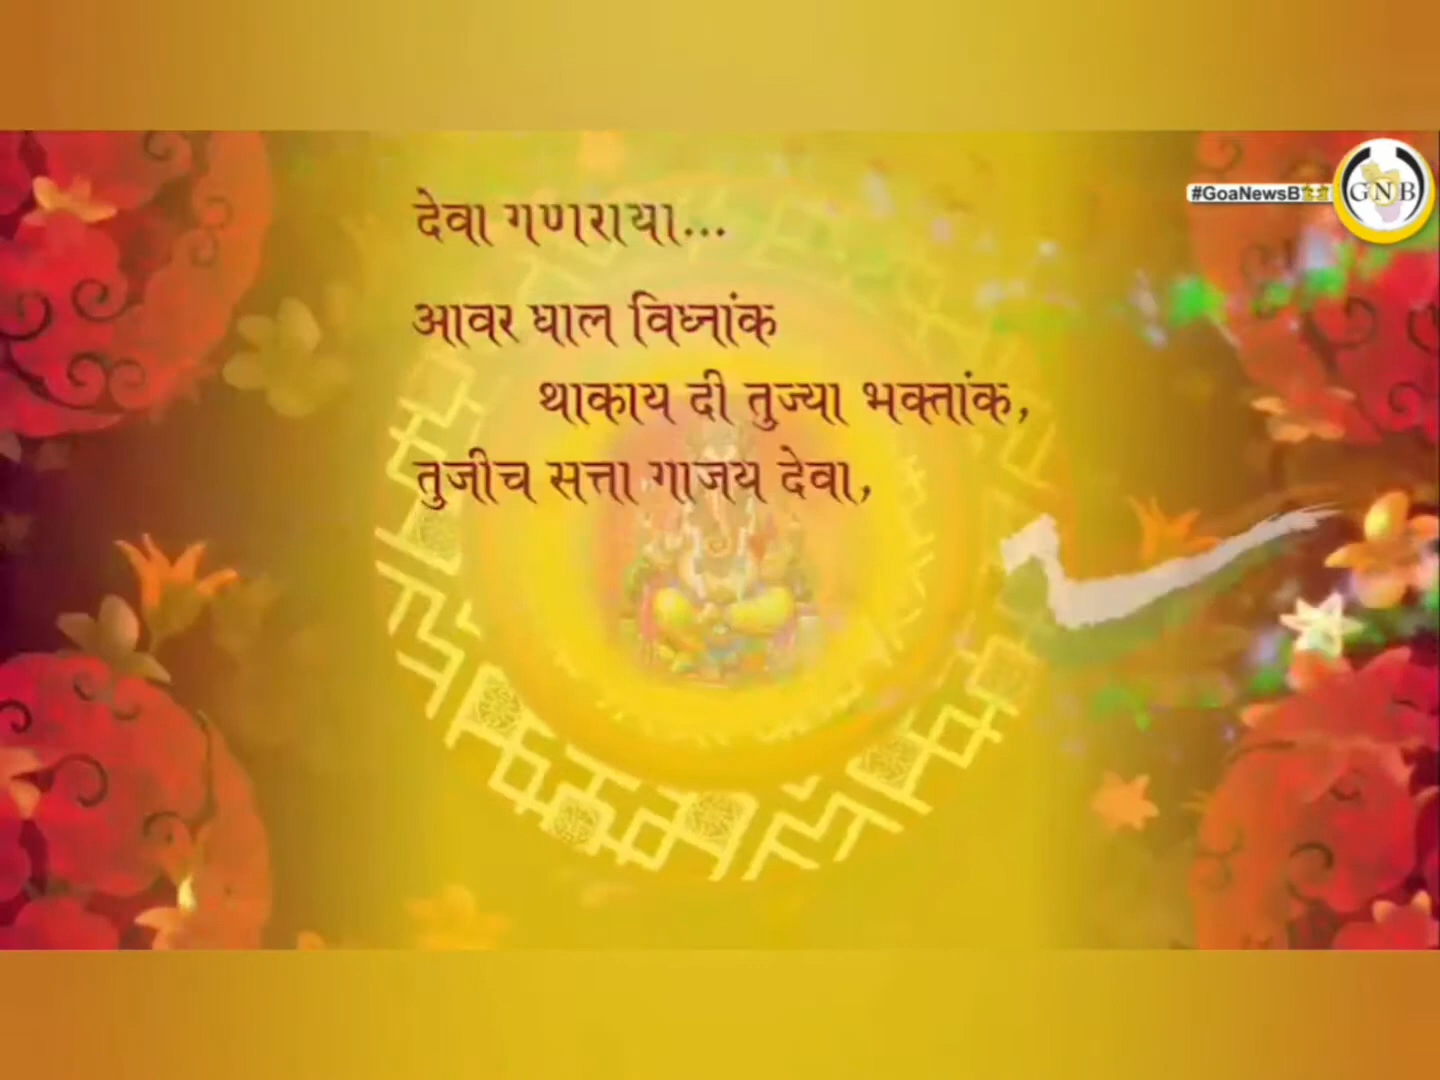 देवा गणराया...
#GoaNewsB
GNB
आवर घाल विघ्नांक
थाकाय दी तुज्या भक्तांक,
तुजीच सत्ता गाजय देवा,